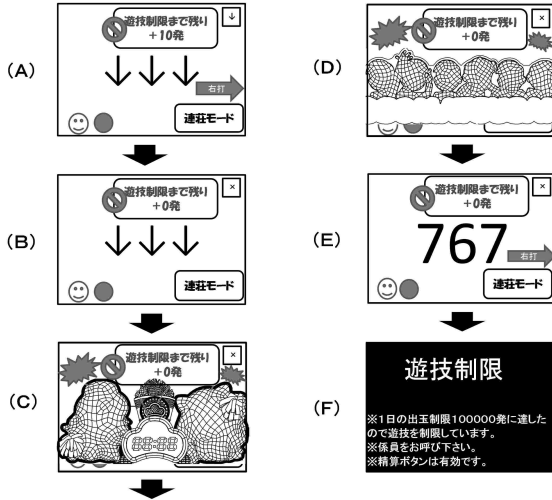 (A)
遊技制限まで残り
+10発
↓
↓ ↓ ↓
右打
連荘モード
(B)
遊技制限まで残り
+0発
×
↓ ↓ ↓
連荘モード
(C)
遊技制限まで残り
+0発
×
88:88
(D)
遊技制限まで残り
+0発
×
(E)
遊技制限まで残り
+0発
×
767
右打
連荘モード
(F)
遊技制限
※1日の出玉制限100000発に達した
ので遊技を制限しています。
※係員をお呼び下さい。
※精算ボタンは有効です。